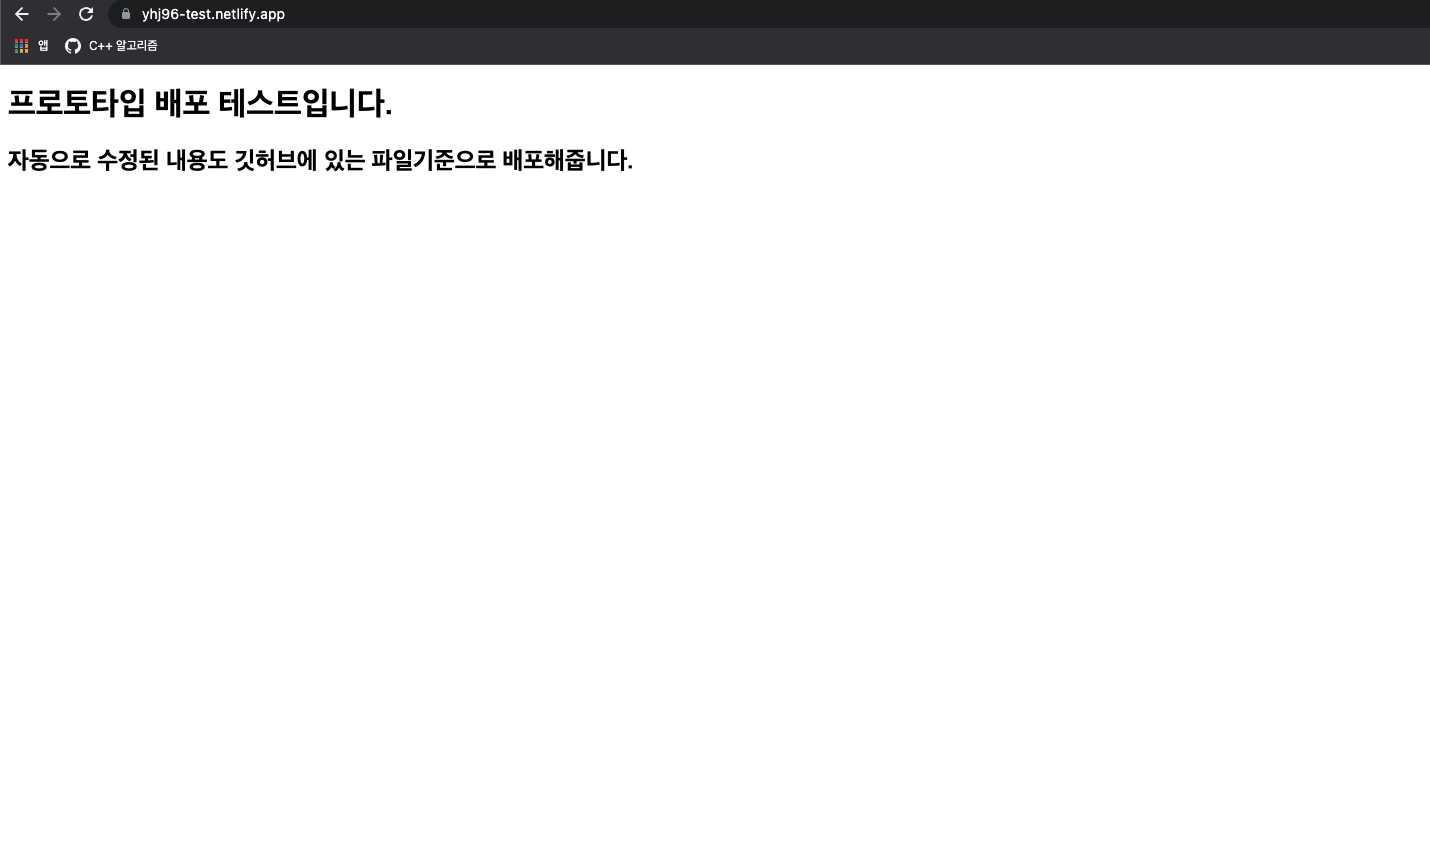 yhj96-test.netlify.app
앱 C++ 알고리즘
프로토타입 배포 테스트입니다.
자동으로 수정된 내용도 깃허브에 있는 파일기준으로 배포해줍니다.